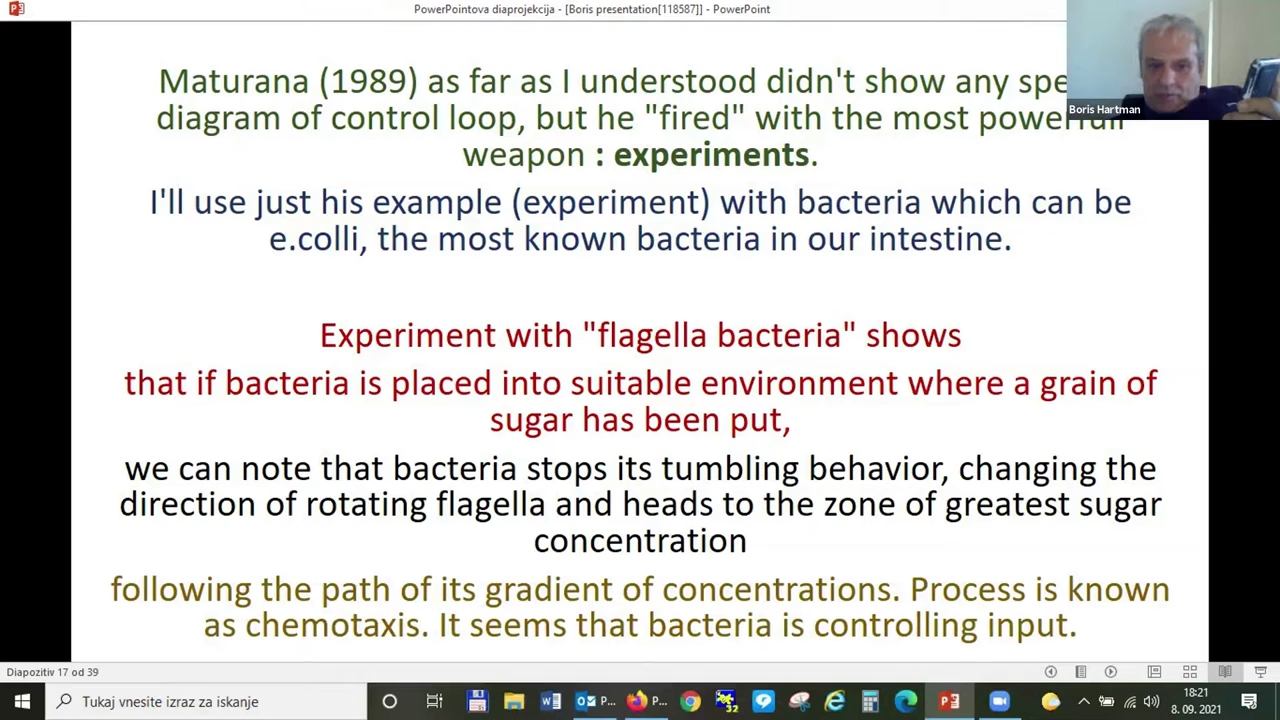 PowerPointova diaprojekcija - [Boris presentation[118587]] - PowerPoint
Maturana (1989) as far as I understood didn't show any spe
diagram of control loop, but he "fired" with the most powerfull
weapon : experiments.
Boris Hartman
I'll use just his example (experiment) with bacteria which can be
e.colli, the most known bacteria in our intestine.
Experiment with "flagella bacteria" shows
that if bacteria is placed into suitable environment where a grain of
sugar has been put,
we can note that bacteria stops its tumbling behavior, changing the
direction of rotating flagella and heads to the zone of greatest sugar
concentration
following the path of its gradient of concentrations. Process is known
as chemotaxis. It seems that bacteria is controlling input.
Diapozitiv 17 od 39
Tukaj vnesite izraz za iskanje
P...
P...
32
18:21
8. 09. 2021